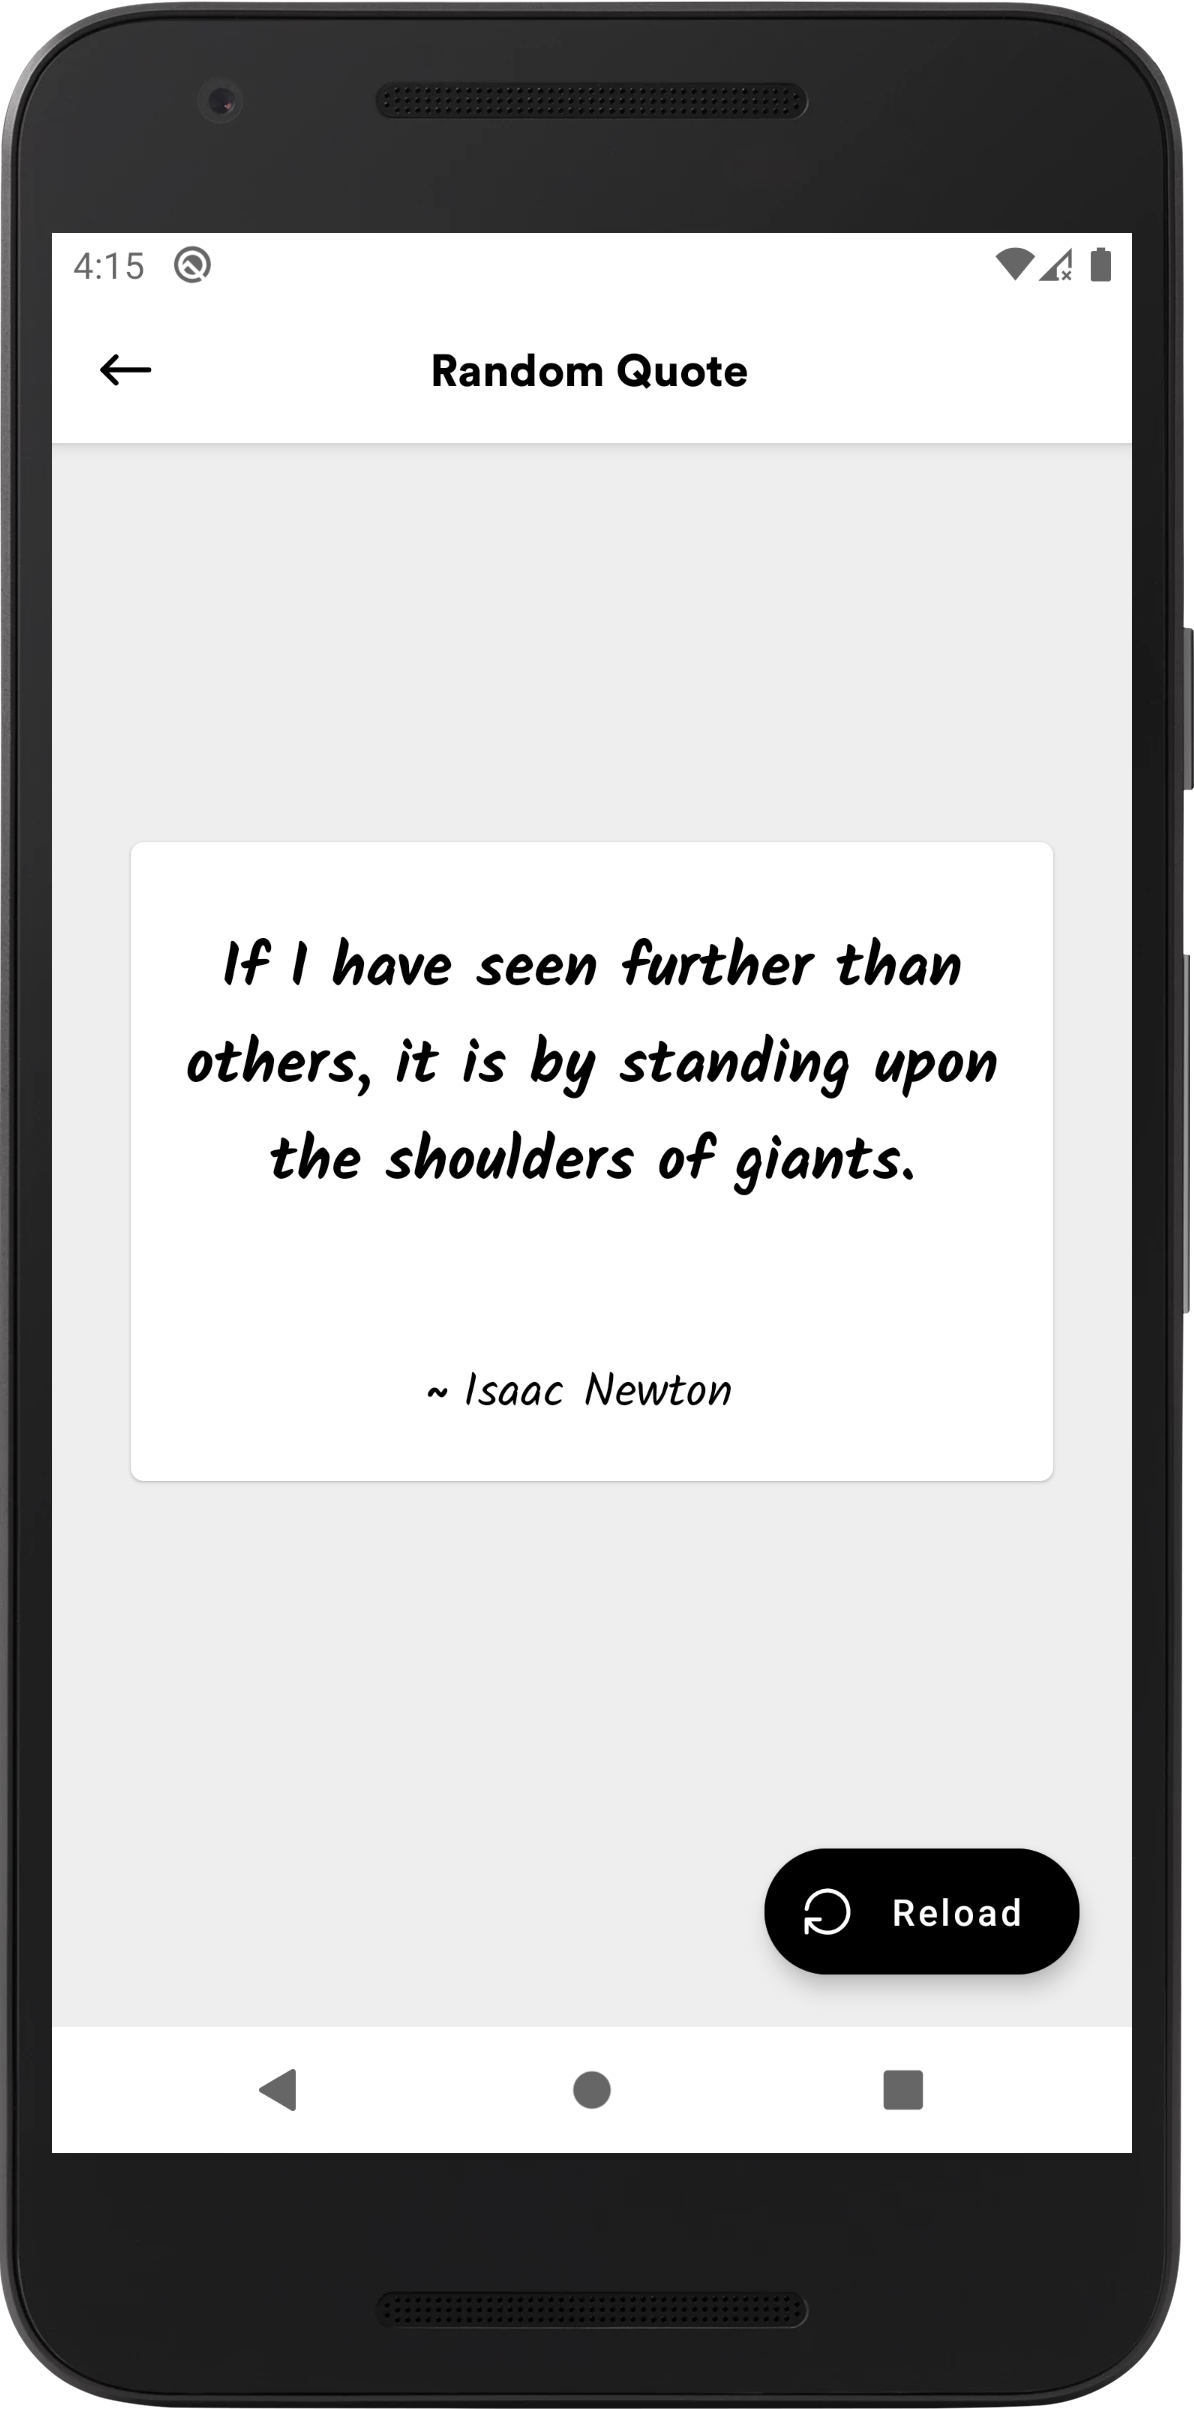 4:15
Random Quote
If I have seen further than
others, it is by standing upon
the shoulders of giants.
~ Isaac Newton
Reload